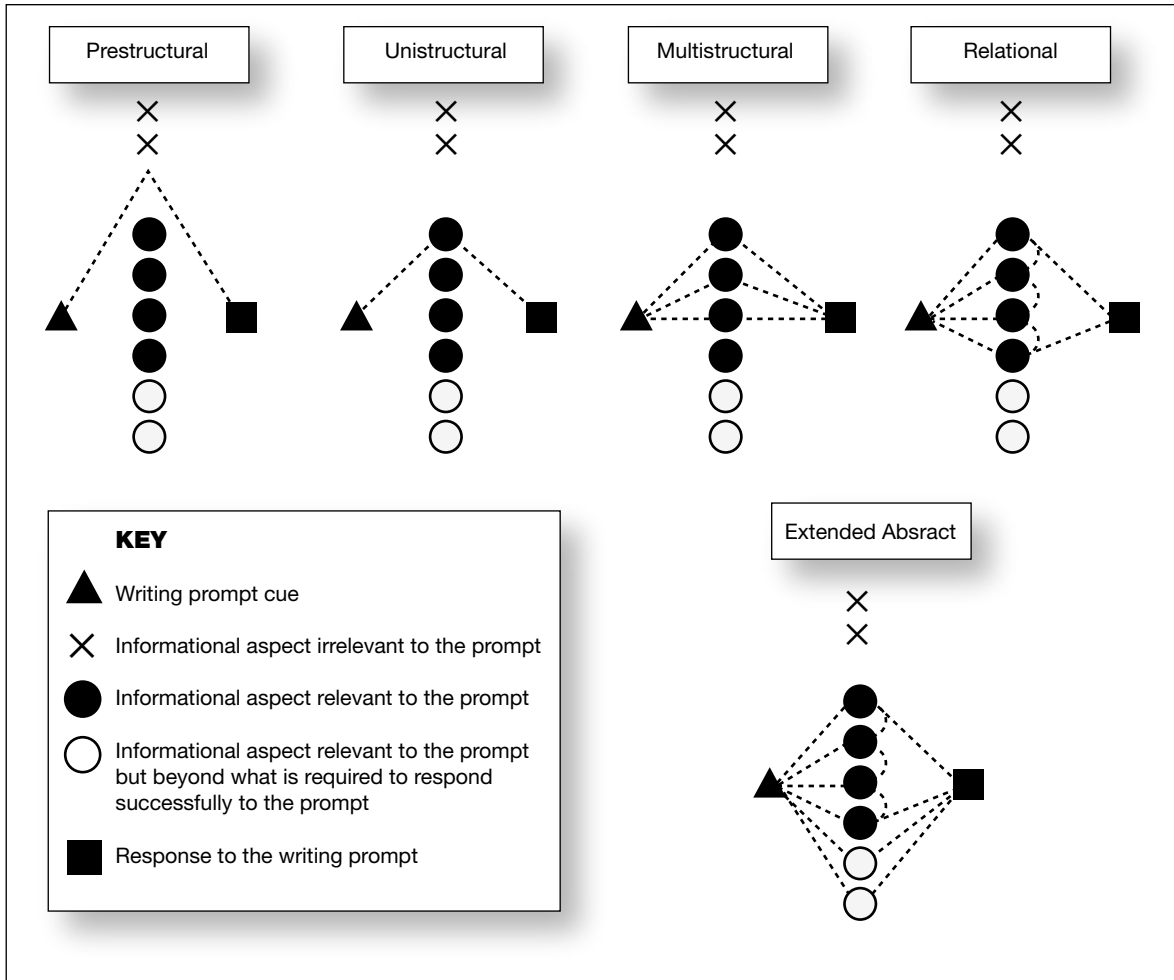 Prestructural
Unistructural
Multistructural
Relational
KEY
Writing prompt cue
Informational aspect irrelevant to the prompt
Informational aspect relevant to the prompt
Informational aspect relevant to the prompt
but beyond what is required to respond
successfully to the prompt
Response to the writing prompt
Extended Absract